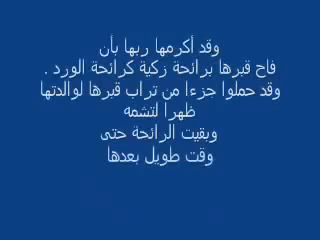 وقد أكرمها ربها بأن
فاح قبرها برائحة زكية كرائحة الورد .
وقد حملوا جزءا من تراب قبرها لوالدتها
ظهرا لتشمه
وبقيت الرائحة حتى
وقت طويل بعدها